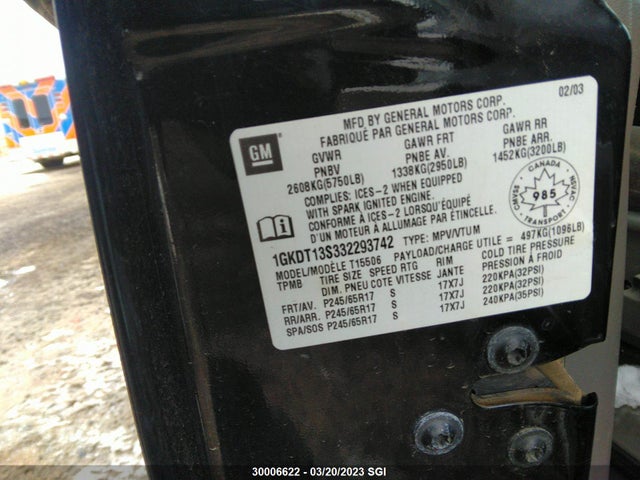 02/03
MFD BY GENERAL MOTORS CORP.
FABRIQUÉ PAR GENERAL MOTORS CORP.
GM
GVWR GAWR FRT GAWR RR
PNBV PNBE AV. PNBE ARR.
2608KG(5750LB) 1338KG(2950LB) 1452KG(3200LB)
COMPLIES: ICES-2 WHEN EQUIPPED
WITH SPARK IGNITED ENGINE.
CONFORME A ICES-2 LORSQU'ÉQUIPÉ
D'UN MOTEUR A ALLUMAGE PAR ÉTINCELLE.
CANADA
985
TRANSPORT
1GKDT13S332293742 TYPE: MPV/VTUM
MODEL/MODÈLE T15506 PAYLOAD/CHARGE UTILE = 497KG(1096LB)
TPMB TIRE SIZE SPEED RTG RIM COLD TIRE PRESSURE
DIM. PNEU COTE VITESSE JANTE PRESSION À FROID
FRT/AV. P245/65R17 S 17X7J 220KPA(32PSI)
RR/ARR. P245/65R17 S 17X7J 220KPA(32PSI)
SPA/SOS P245/65R17 S 17X7J 240KPA(35PSI)
30006622 - 03/20/2023 SGI